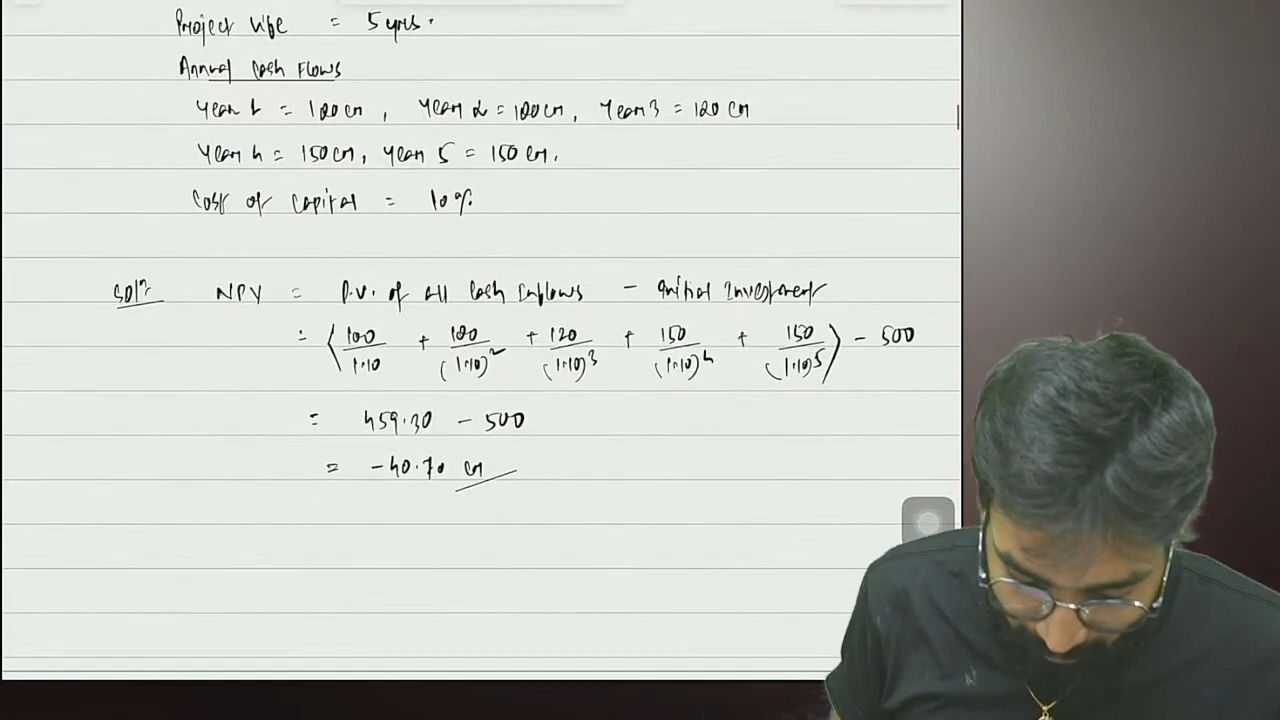 Project life = 5 yrs.
Annual Cash Flows
Year 1 = 100 cr, Year 2 = 100 cr, Year 3 = 120 cr
Year 4 = 150 cr, Year 5 = 150 cr.
Cost of capital = 10%
Solⁿ NPV = P.V. of All Cash Inflows - Initial Investment
= (100/1.10 + 100/(1.10)² + 120/(1.10)³ + 150/(1.10)⁴ + 150/(1.10)⁵) - 500
= 459.30 - 500
= -40.70 cr